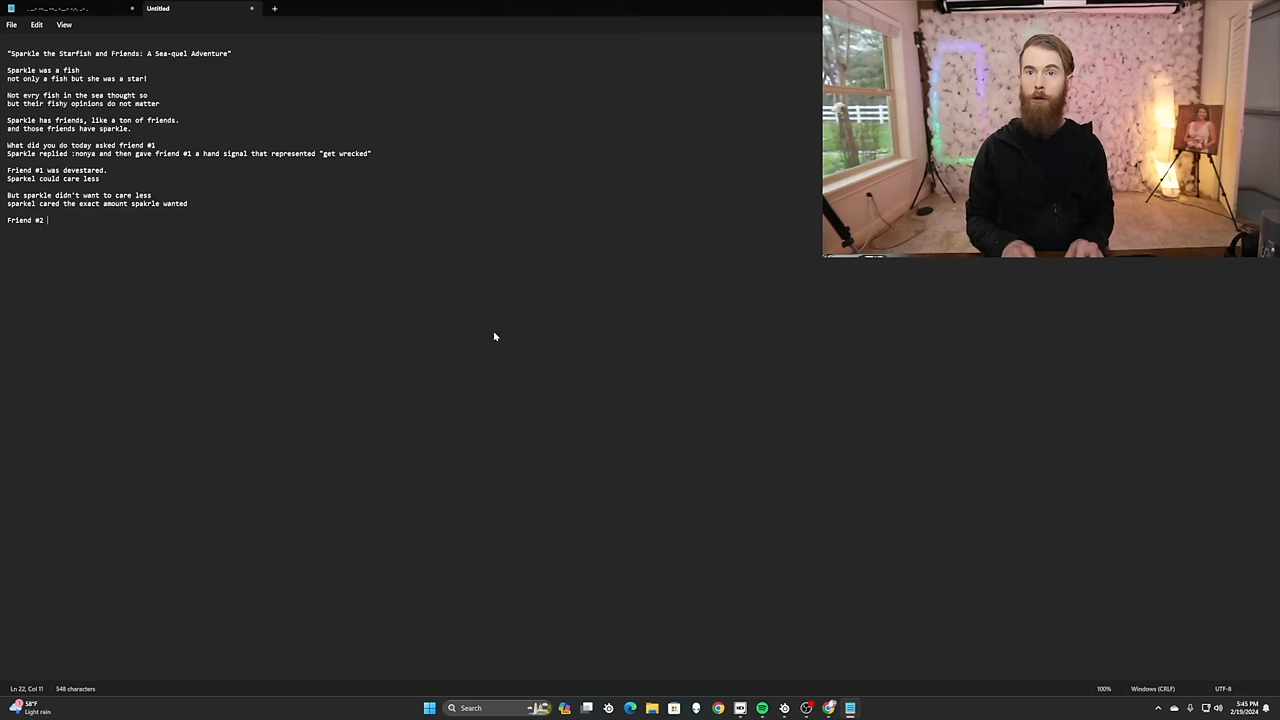 ._.- --.. --. -..- -.-. .-.
Untitled
File Edit View
"Sparkle the Starfish and Friends: A Sea-quel Adventure"
Sparkle was a fish
not only a fish but she was a star!
Not evry fish in the sea thought so
but their fishy opinions do not matter
Sparkle has friends, like a ton of friends.
and those friends have sparkle.
What did you do today asked friend #1
Sparkle replied :nonya and then gave friend #1 a hand signal that represented "get wrecked"
Friend #1 was devestared.
Sparkel could care less
But sparkle didn't want to care less
sparkel cared the exact amount spakrle wanted
Friend #2
Ln 22, Col 11 548 characters 100% Windows (CRLF) UTF-8
58°F
Light rain
Search
5:45 PM
2/19/2024